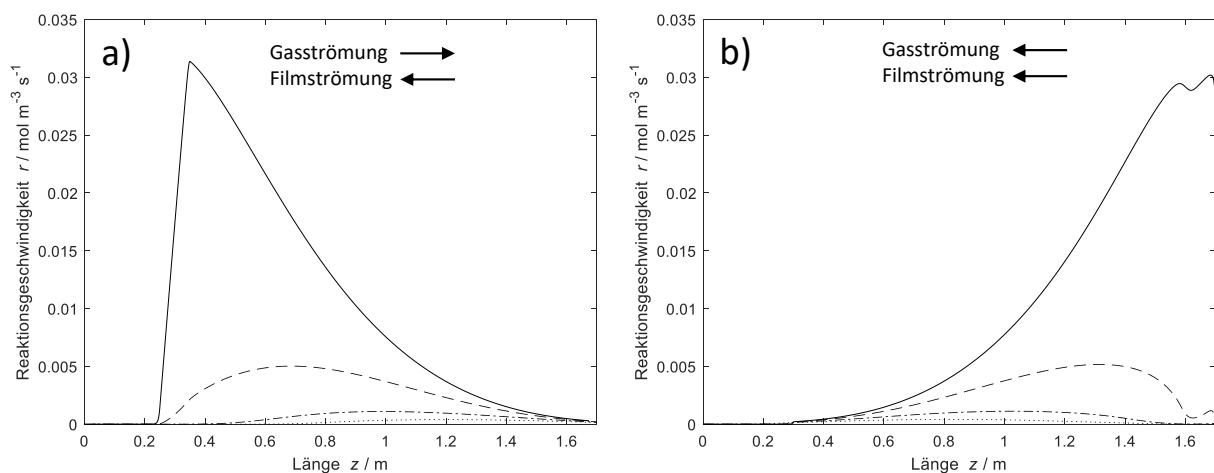 a)
Gasströmung
Filmströmung
Reaktionsgeschwindigkeit r / mol m⁻³ s⁻¹
0.035
0.03
0.025
0.02
0.015
0.01
0.005
0
0 0.2 0.4 0.6 0.8 1 1.2 1.4 1.6
Länge z / m
b)
Gasströmung
Filmströmung
Reaktionsgeschwindigkeit r / mol m⁻³ s⁻¹
0.035
0.03
0.025
0.02
0.015
0.01
0.005
0
0 0.2 0.4 0.6 0.8 1 1.2 1.4 1.6
Länge z / m